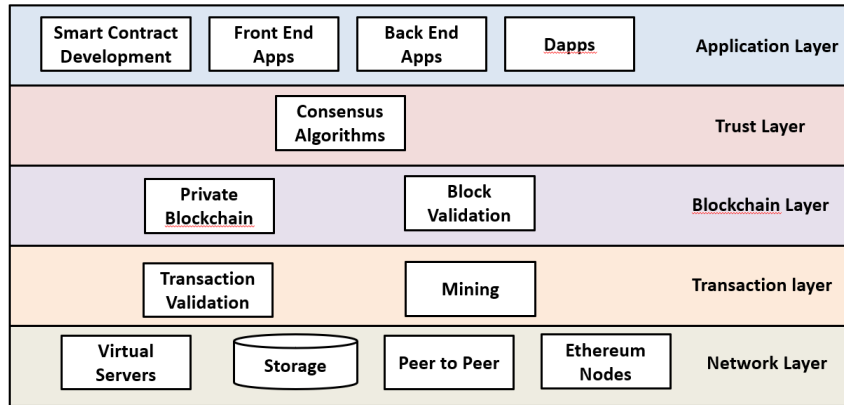 Smart Contract
Development
Front End
Apps
Back End
Apps
Dapps
Application Layer
Consensus
Algorithms
Trust Layer
Private
Blockchain
Block
Validation
Blockchain Layer
Transaction
Validation
Mining
Transaction layer
Virtual
Servers
Storage
Peer to Peer
Ethereum
Nodes
Network Layer